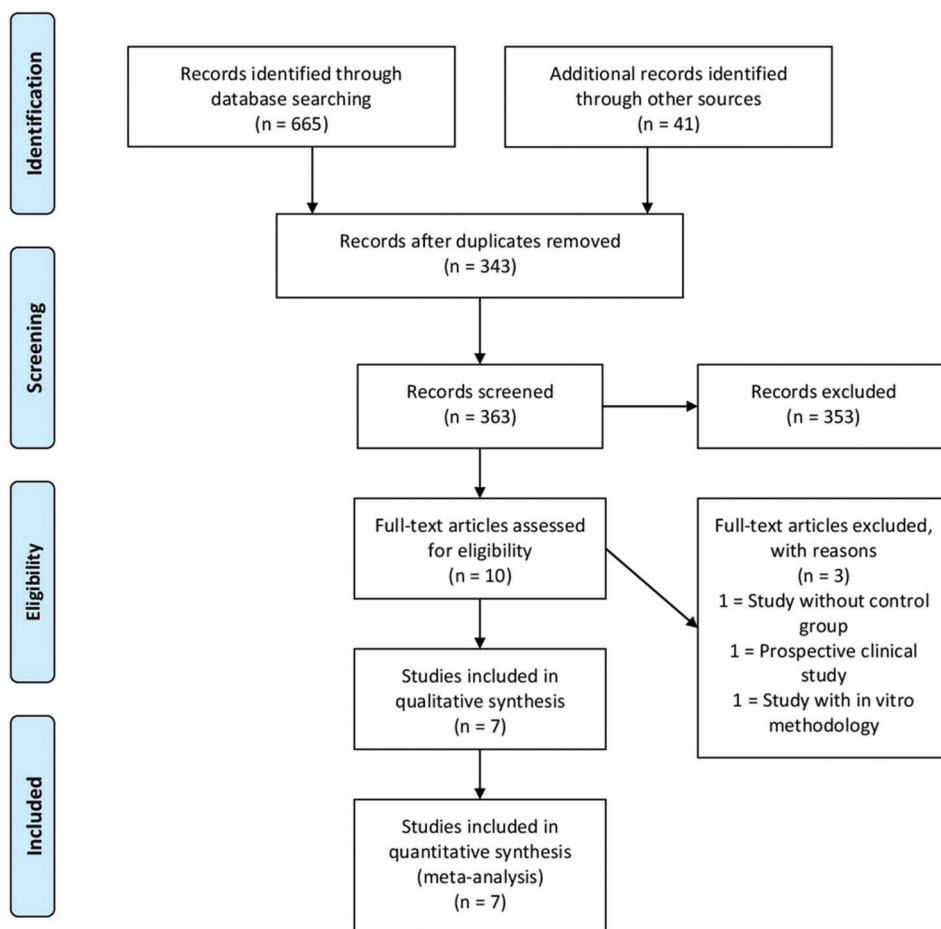 Identification
Records identified through
database searching
(n = 665)
Additional records identified
through other sources
(n = 41)
Records after duplicates removed
(n = 343)
Screening
Records screened
(n = 363)
Records excluded
(n = 353)
Eligibility
Full-text articles assessed
for eligibility
(n = 10)
Full-text articles excluded,
with reasons
(n = 3)
1 = Study without control
group
1 = Prospective clinical
study
1 = Study with in vitro
methodology
Studies included in
qualitative synthesis
(n = 7)
Included
Studies included in
quantitative synthesis
(meta-analysis)
(n = 7)